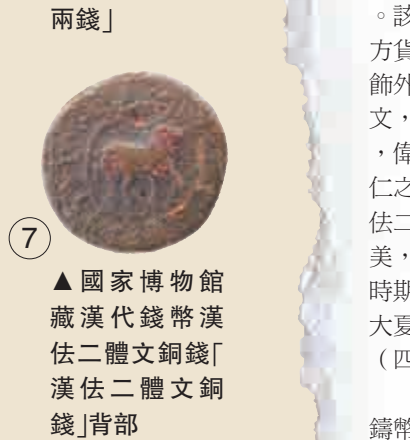 兩錢」
7
▲國家博物館
藏漢代錢幣漢
佉二體文銅錢「
漢佉二體文銅
錢」背部
。該
方貨
飾外
文，
，偉
仁之
佉二
美，
時期
大夏
（四
鑄幣